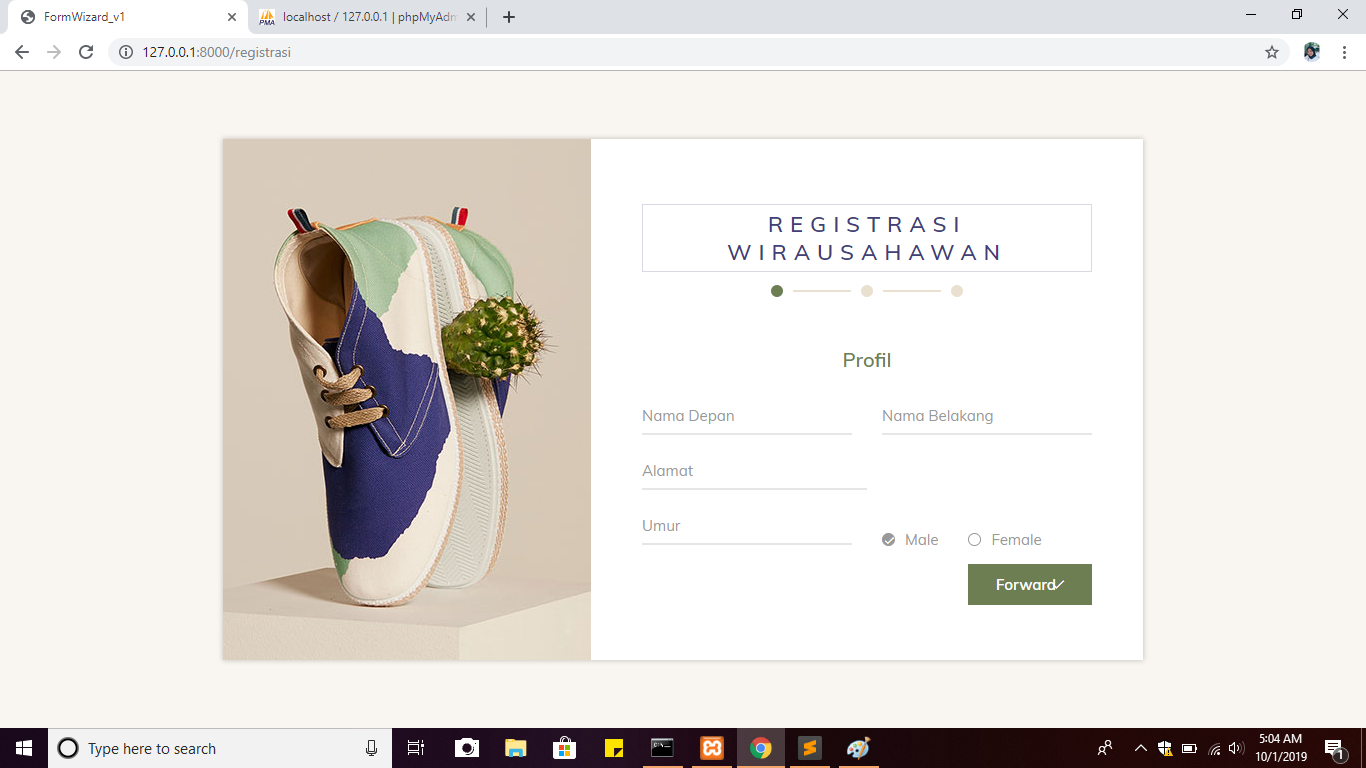 FormWizard_v1
localhost / 127.0.0.1 | phpMyAdm
127.0.0.1:8000/registrasi
REGISTRASI
WIRAUSAHAWAN
Profil
Nama Depan
Nama Belakang
Alamat
Umur
Male
Female
Forward
Type here to search
5:04 AM
10/1/2019
1